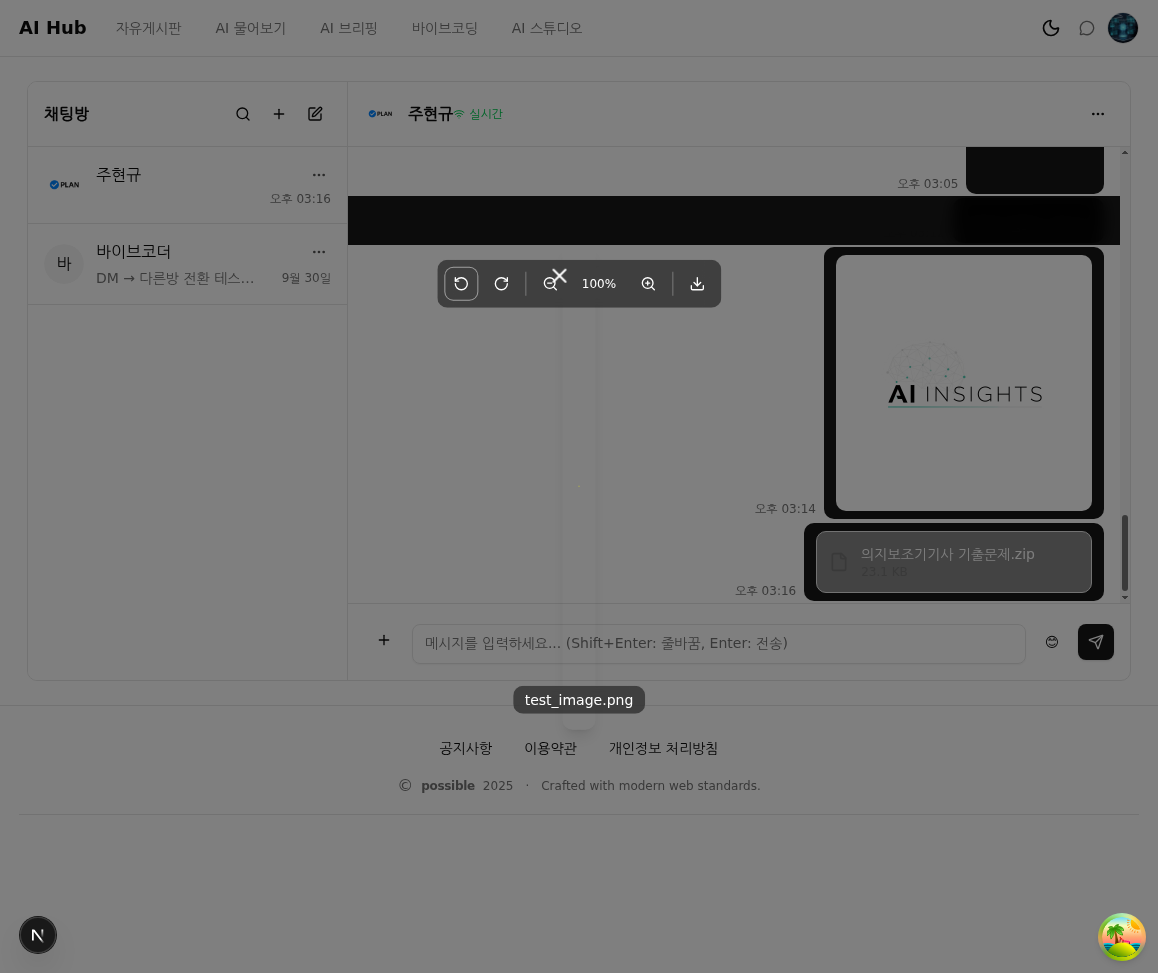 AI Hub 자유게시판 AI 물어보기 AI 브리핑 바이브코딩 AI 스튜디오
채팅방
PLAN 주현규
오후 03:16
바 바이브코더
DM → 다른방 전환 테스... 9월 30일
PLAN 주현규 실시간
오후 03:05
100%
AI INSIGHTS
오후 03:14
의지보조기기사 기출문제.zip
23.1 KB
오후 03:16
메시지를 입력하세요... (Shift+Enter: 줄바꿈, Enter: 전송)
test_image.png
공지사항 이용약관 개인정보 처리방침
© possible 2025 · Crafted with modern web standards.
N